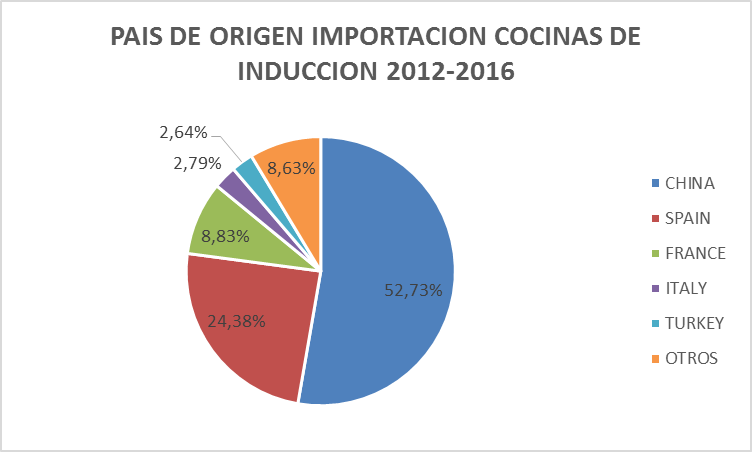 PAIS DE ORIGEN IMPORTACION COCINAS DE
INDUCCION 2012-2016
2,64%
2,79%
8,63%
8,83%
24,38%
52,73%
CHINA
SPAIN
FRANCE
ITALY
TURKEY
OTROS